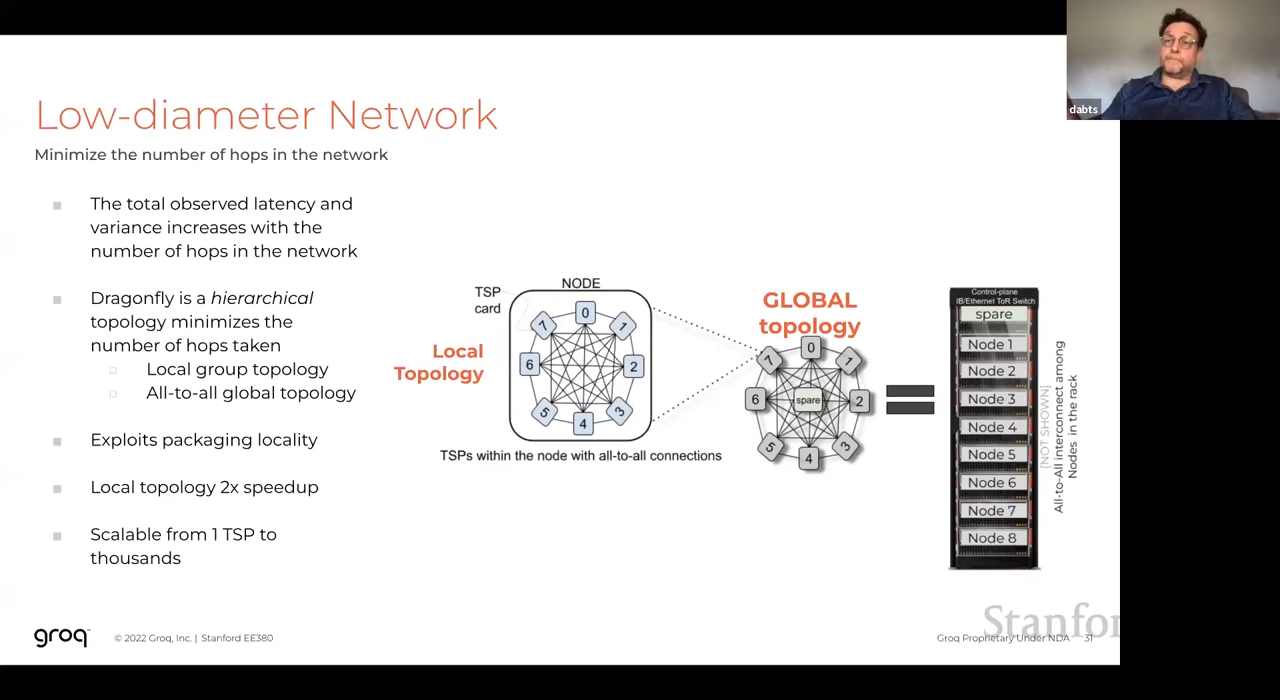 dabts
Low-diameter Network
Minimize the number of hops in the network
The total observed latency and
variance increases with the
number of hops in the network
Dragonfly is a hierarchical
topology minimizes the
number of hops taken
Local group topology
All-to-all global topology
Exploits packaging locality
Local topology 2x speedup
Scalable from 1 TSP to
thousands
NODE
TSP
card
Local
Topology
0
1
2
3
4
5
6
7
TSPs within the node with all-to-all connections
GLOBAL
topology
0
1
2
3
4
5
6
7
spare
Control-plane
IB/Ethernet ToR Switch
spare
Node 1
Node 2
Node 3
Node 4
Node 5
Node 6
Node 7
Node 8
[NOT SHOWN]
All-to-All interconnect among
Nodes in the rack
groq
© 2022 Groq, Inc. | Stanford EE380
Stanfor
Groq Proprietary Under NDA
31